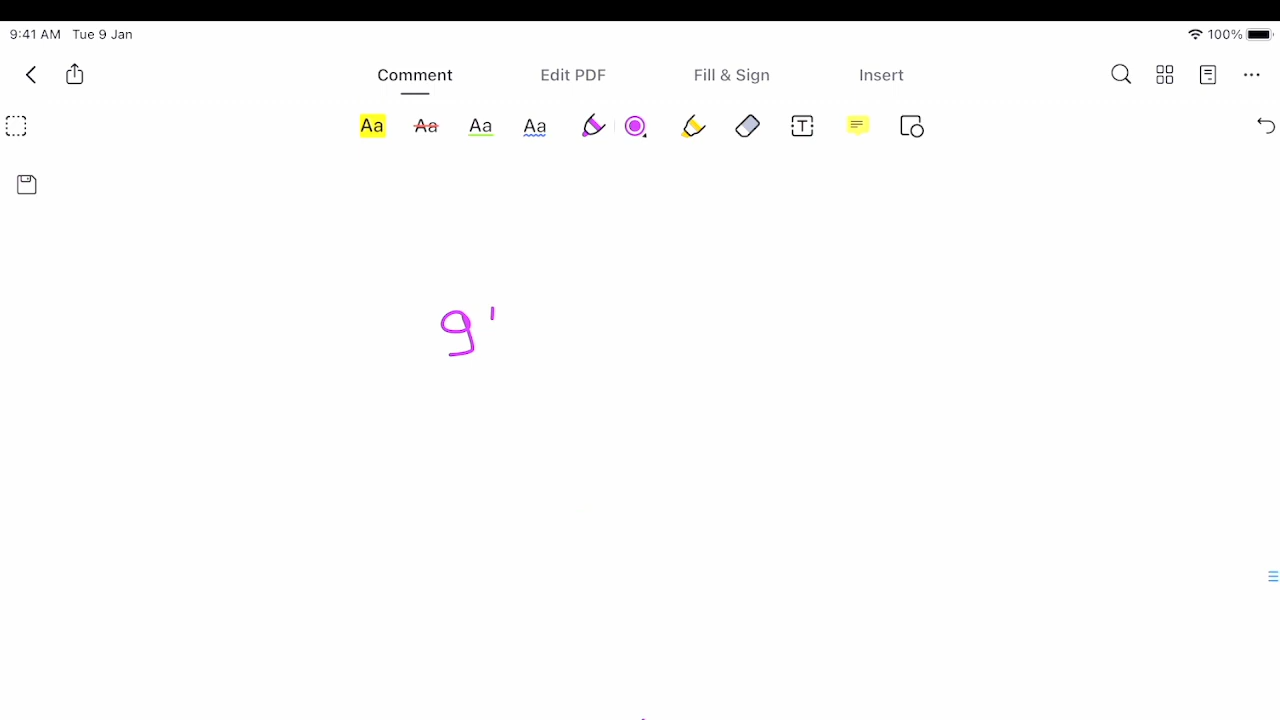 9:41 AM Tue 9 Jan 100%
Comment Edit PDF Fill & Sign Insert
Aa Aa Aa Aa T
9'